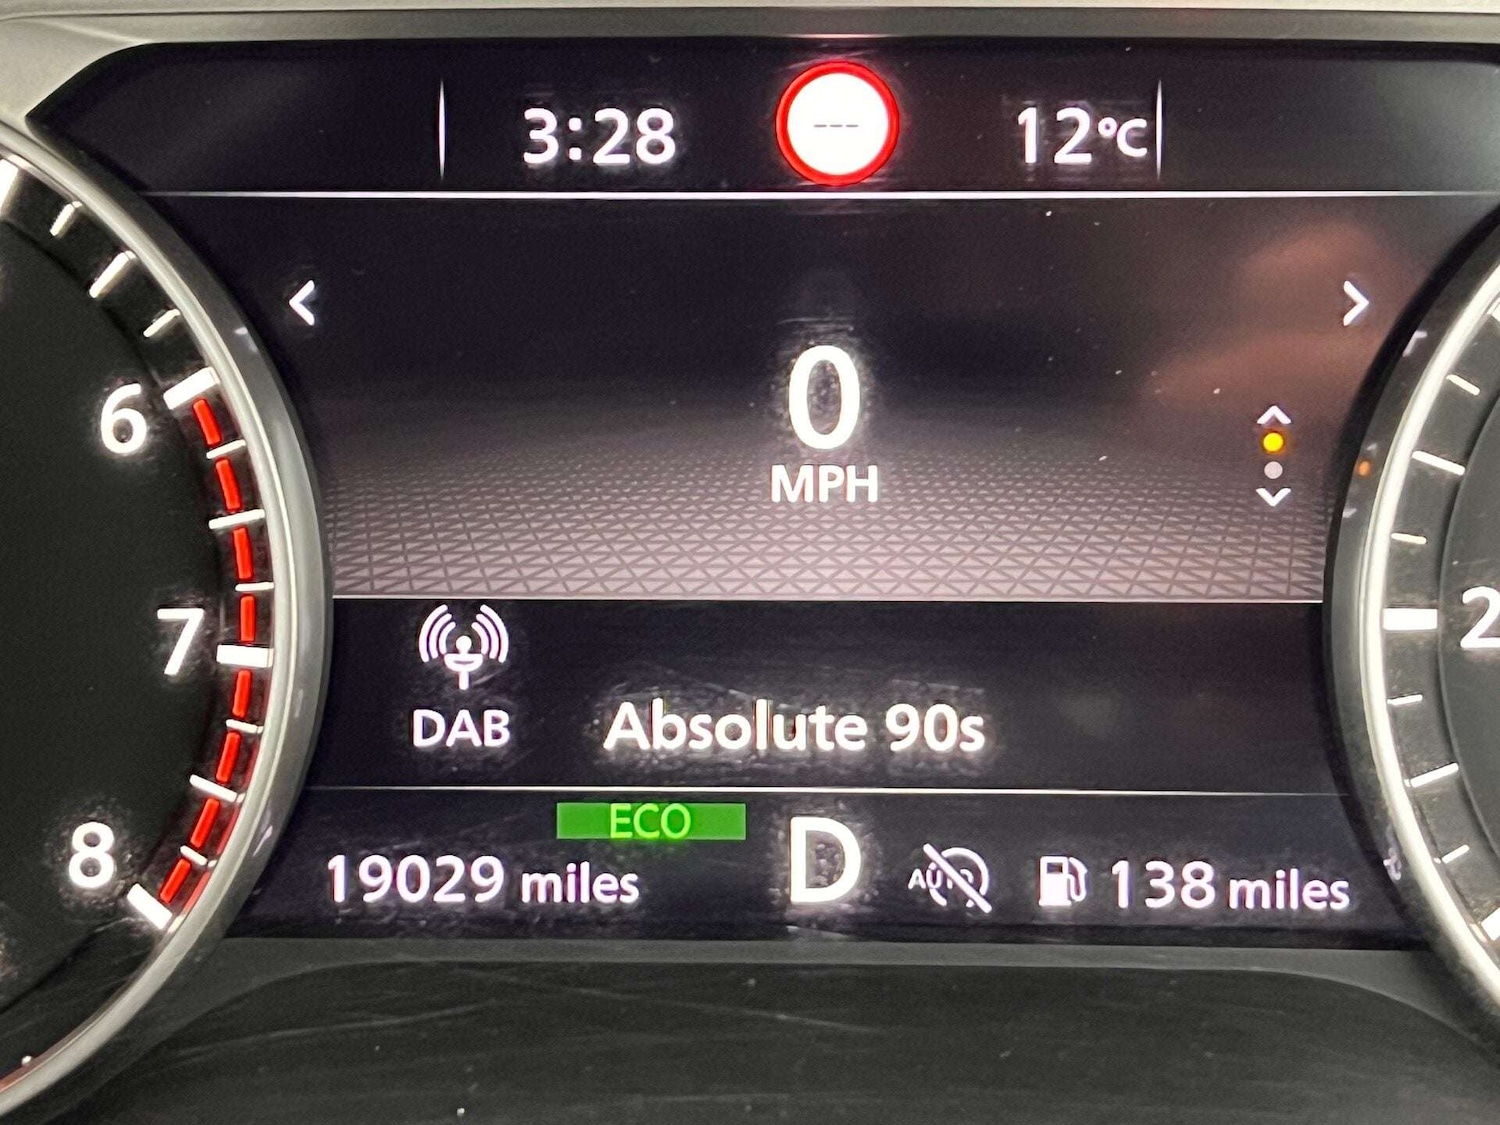 3:28 --- 12°C
0
MPH
6
7
8
2
DAB Absolute 90s
ECO
19029 miles D AUTO 138 miles